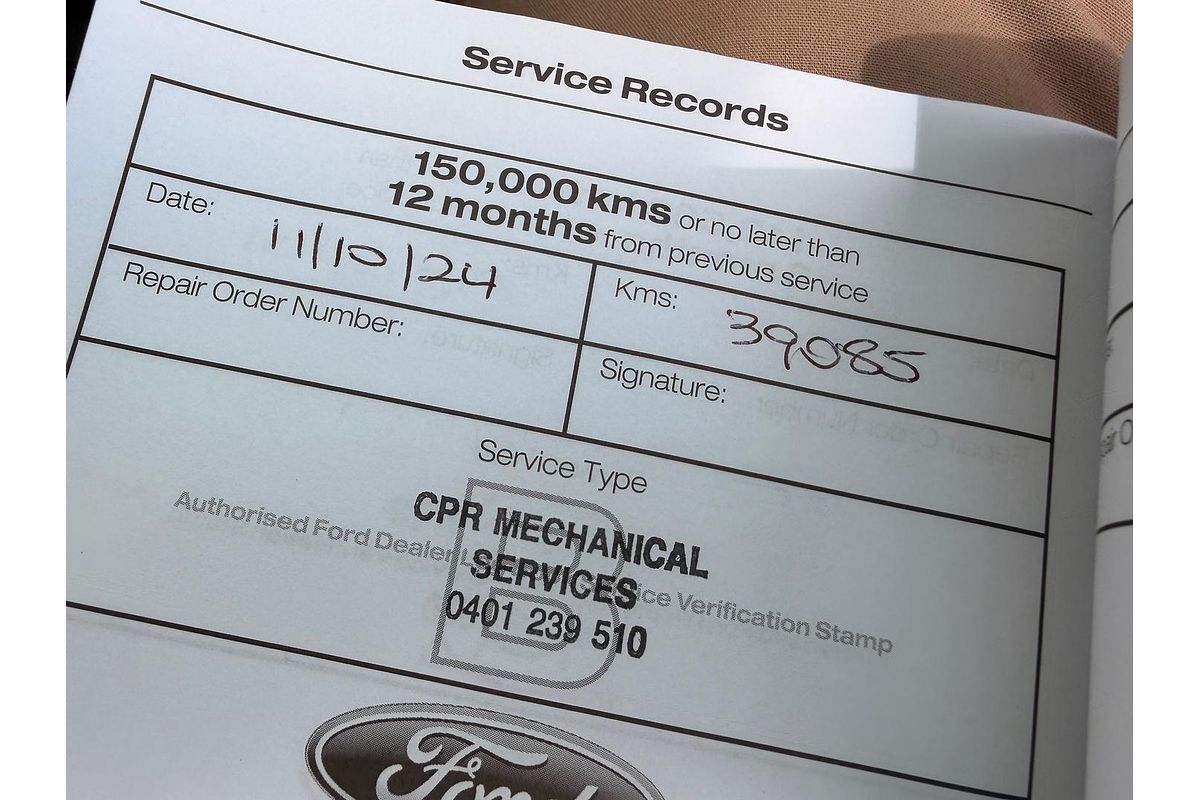 Service Records
150,000 kms or no later than
12 months from previous service
Date: 11/10/24
Kms: 39085
Repair Order Number:
Signature:
Service Type
B
Authorised Ford Dealer Verification Stamp
CPR MECHANICAL
SERVICES
0401 239 510
Ford